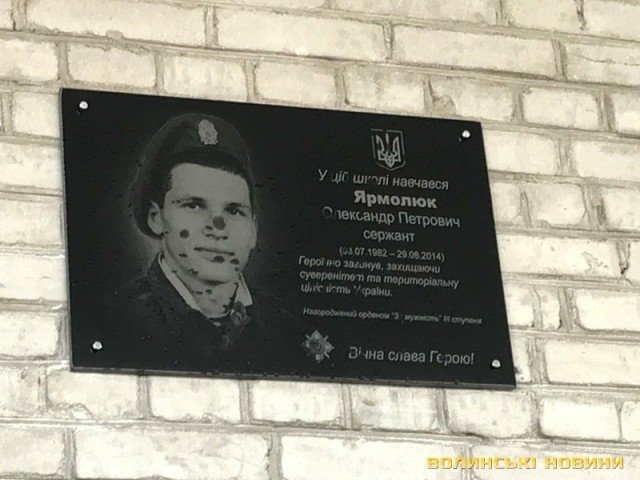 У цій школі навчався
Ярмолюк
Олександр Петрович
сержант
(03.07.1982 – 29.08.2014)
Героїчно загинув, захищаючи
суверенітет та територіальну
цілісність України.
Нагороджений орденом "За мужність" III ступеня
Вічна слава Герою!
ВОЛИНСЬКІ НОВИНИ